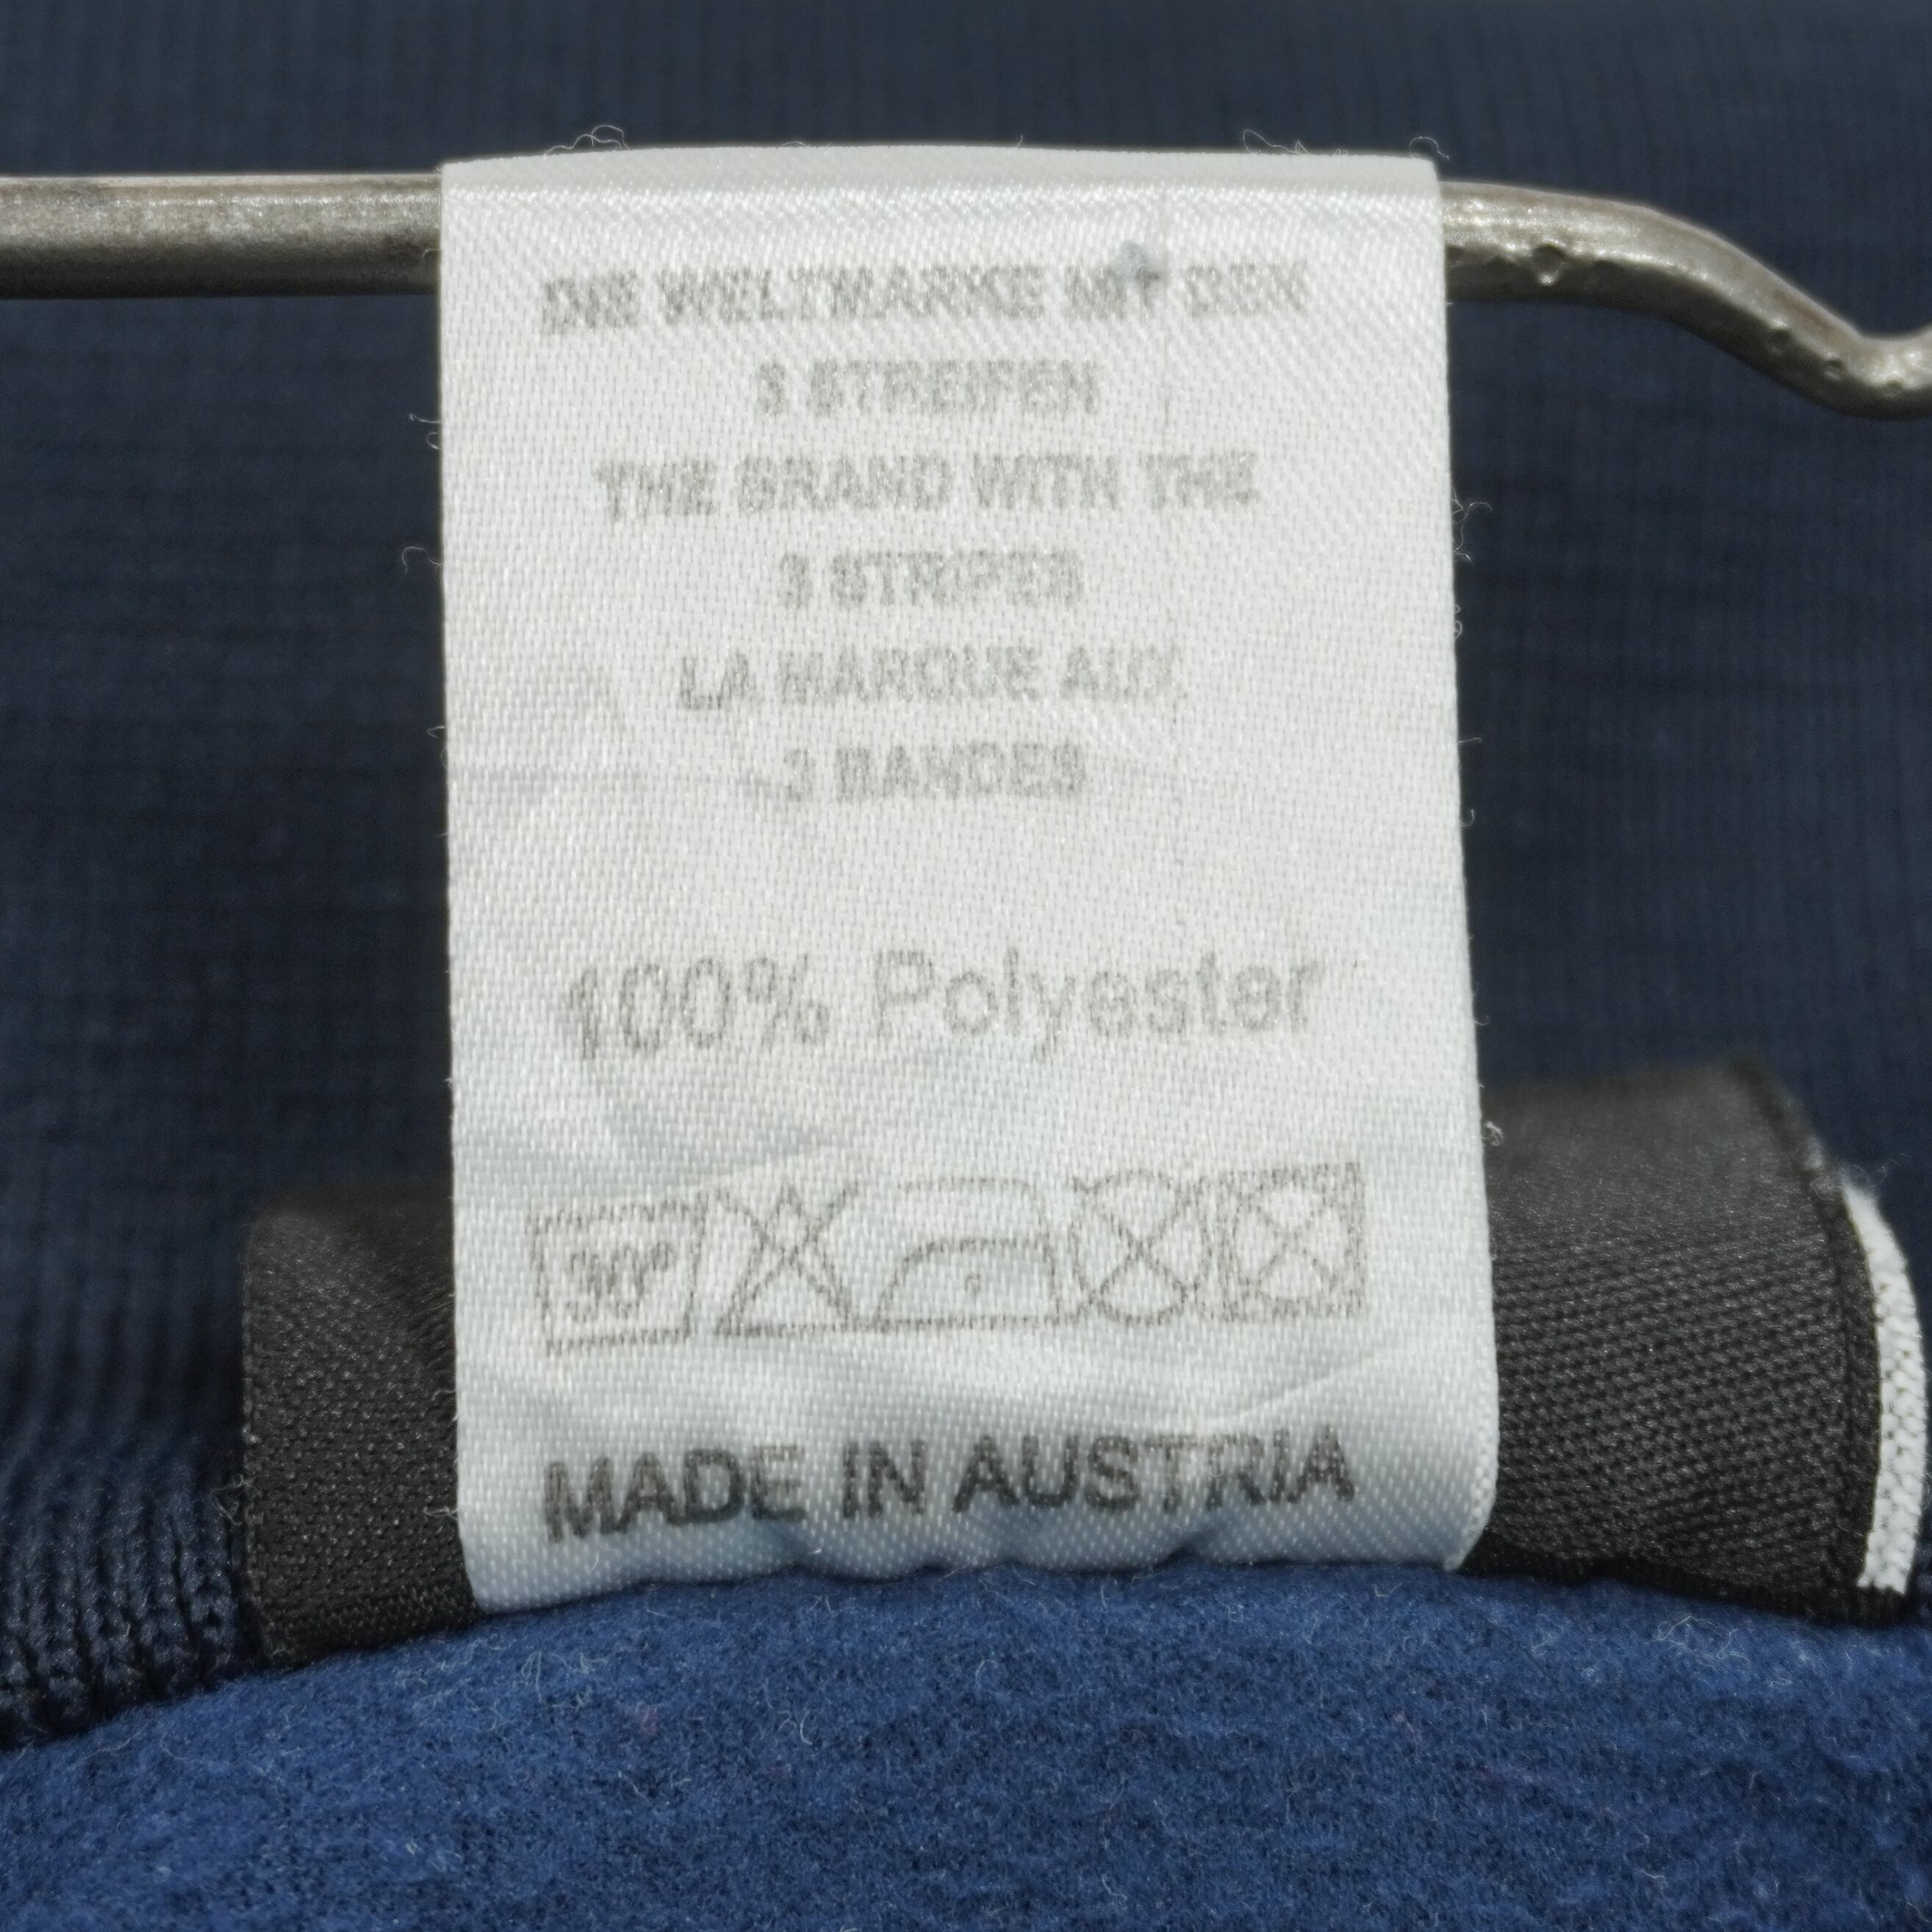 DIE WELTMARKE MIT DEN
3 STREIFEN
THE BRAND WITH THE
3 STRIPES
LA MARQUE AUX
3 BANDES
100% Polyester
30°
MADE IN AUSTRIA